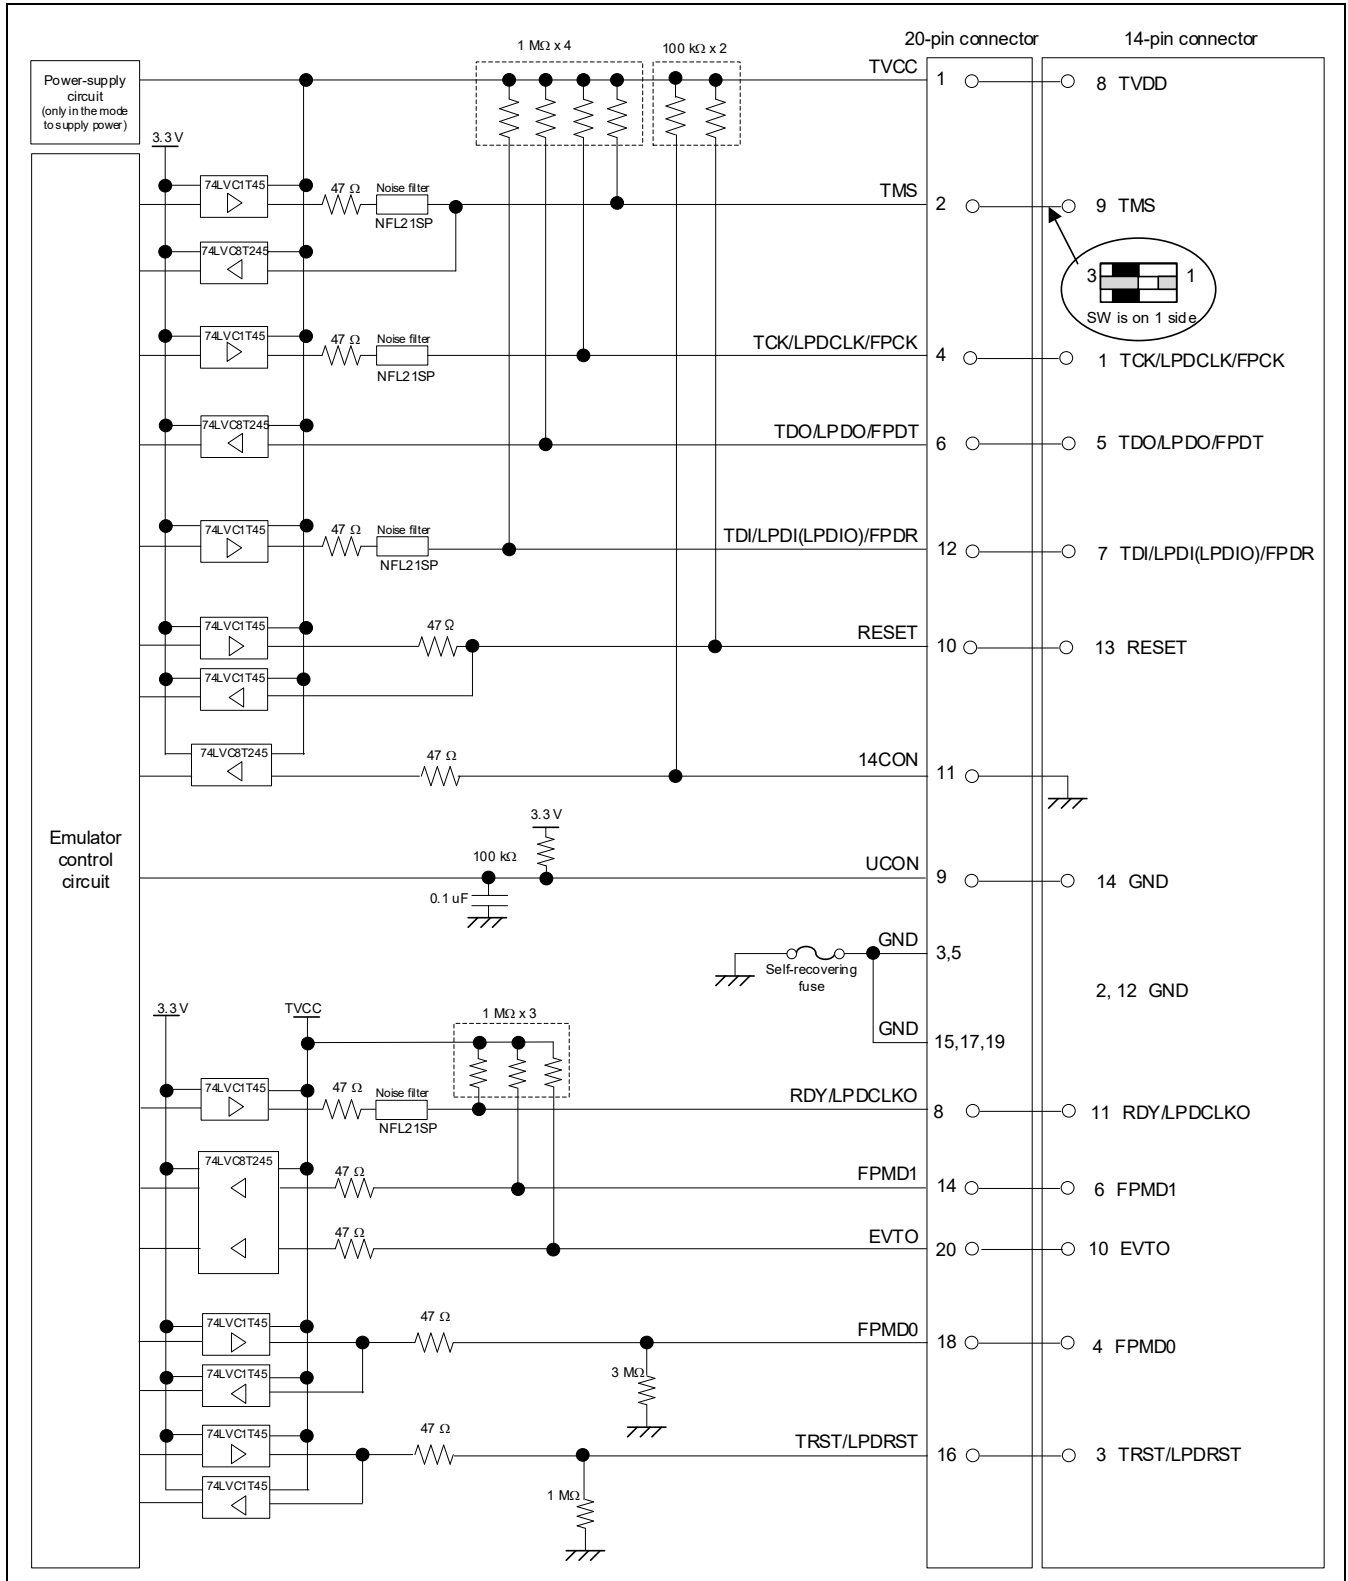 20-pin connector
14-pin connector
1 MΩ x 4
100 kΩ x 2
Power-supply
circuit
(only in the mode
to supply power)
TVCC
1
8 TVDD
3.3 V
74LVC1T45
47 Ω
Noise filter
NFL21SP
TMS
2
9 TMS
74LVC8T245
3
1
SW is on 1 side
74LVC1T45
47 Ω
Noise filter
NFL21SP
TCK/LPDCLK/FPCK
4
1 TCK/LPDCLK/FPCK
74LVC8T245
TDO/LPDO/FPDT
6
5 TDO/LPDO/FPDT
74LVC1T45
47 Ω
Noise filter
NFL21SP
TDI/LPDI(LPDIO)/FPDR
12
7 TDI/LPDI(LPDIO)/FPDR
74LVC1T45
47 Ω
RESET
10
13 RESET
74LVC1T45
74LVC8T245
47 Ω
14CON
11
Emulator
control
circuit
3.3 V
100 kΩ
0.1 uF
UCON
9
14 GND
GND
3,5
Self-recovering
fuse
2, 12 GND
GND
15,17,19
3.3 V
TVCC
1 MΩ x 3
74LVC1T45
47 Ω
Noise filter
NFL21SP
RDY/LPDCLKO
8
11 RDY/LPDCLKO
74LVC8T245
47 Ω
FPMD1
14
6 FPMD1
47 Ω
EVTO
20
10 EVTO
74LVC1T45
47 Ω
FPMD0
18
4 FPMD0
74LVC1T45
3 MΩ
74LVC1T45
47 Ω
TRST/LPDRST
16
3 TRST/LPDRST
74LVC1T45
1 MΩ